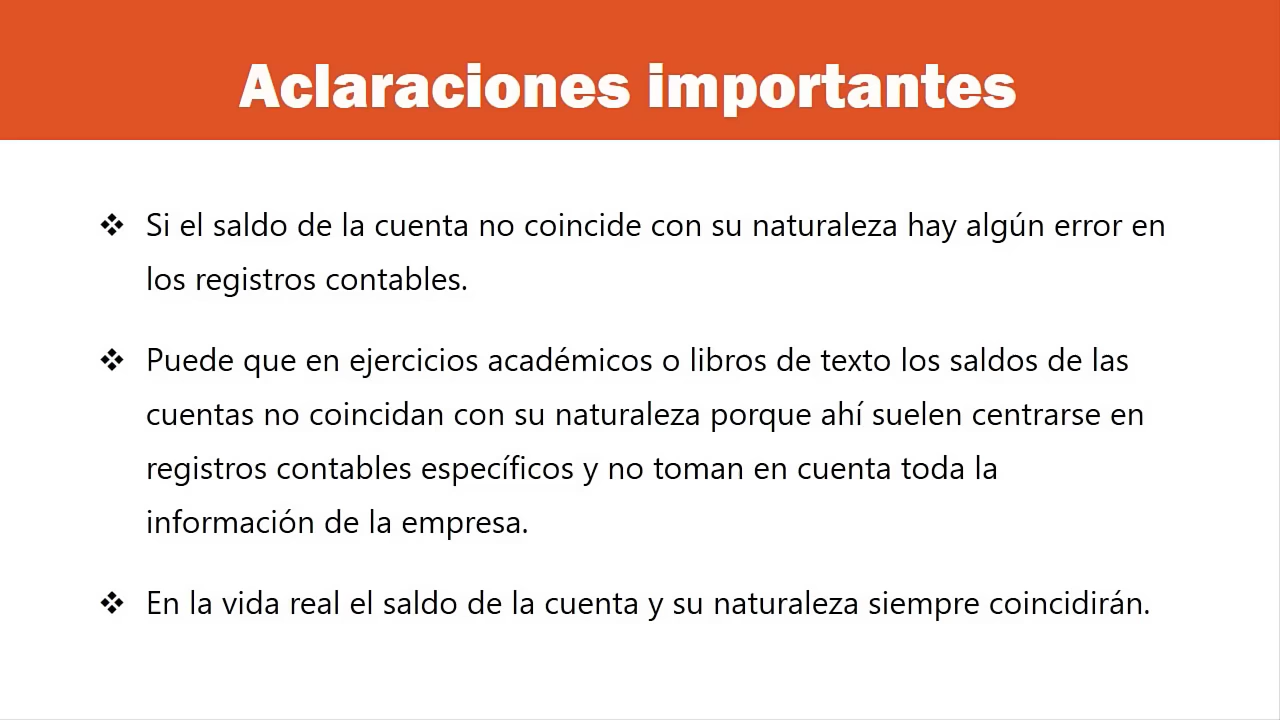 Aclaraciones importantes
❖ Si el saldo de la cuenta no coincide con su naturaleza hay algún error en
los registros contables.
❖ Puede que en ejercicios académicos o libros de texto los saldos de las
cuentas no coincidan con su naturaleza porque ahí suelen centrarse en
registros contables específicos y no toman en cuenta toda la
información de la empresa.
❖ En la vida real el saldo de la cuenta y su naturaleza siempre coincidirán.